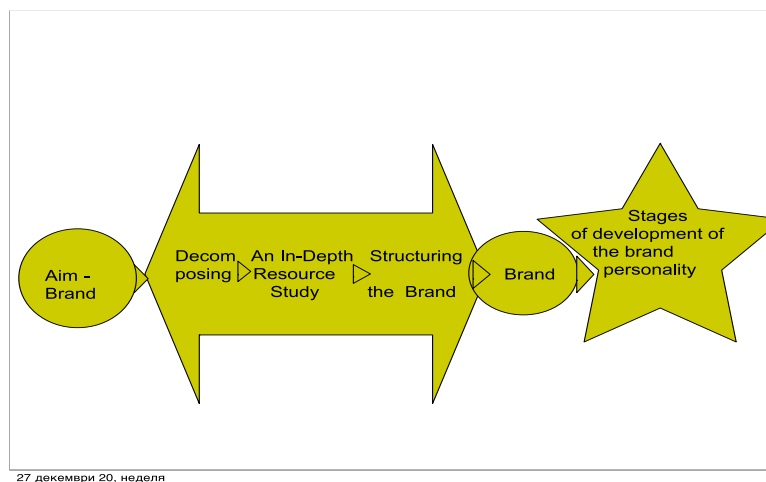 Aim -
Brand
Decom
posing
An In-Depth
Resource
Study
Structuring
the Brand
Brand
Stages
of development of
the brand
personality
27 декември 20, неделя